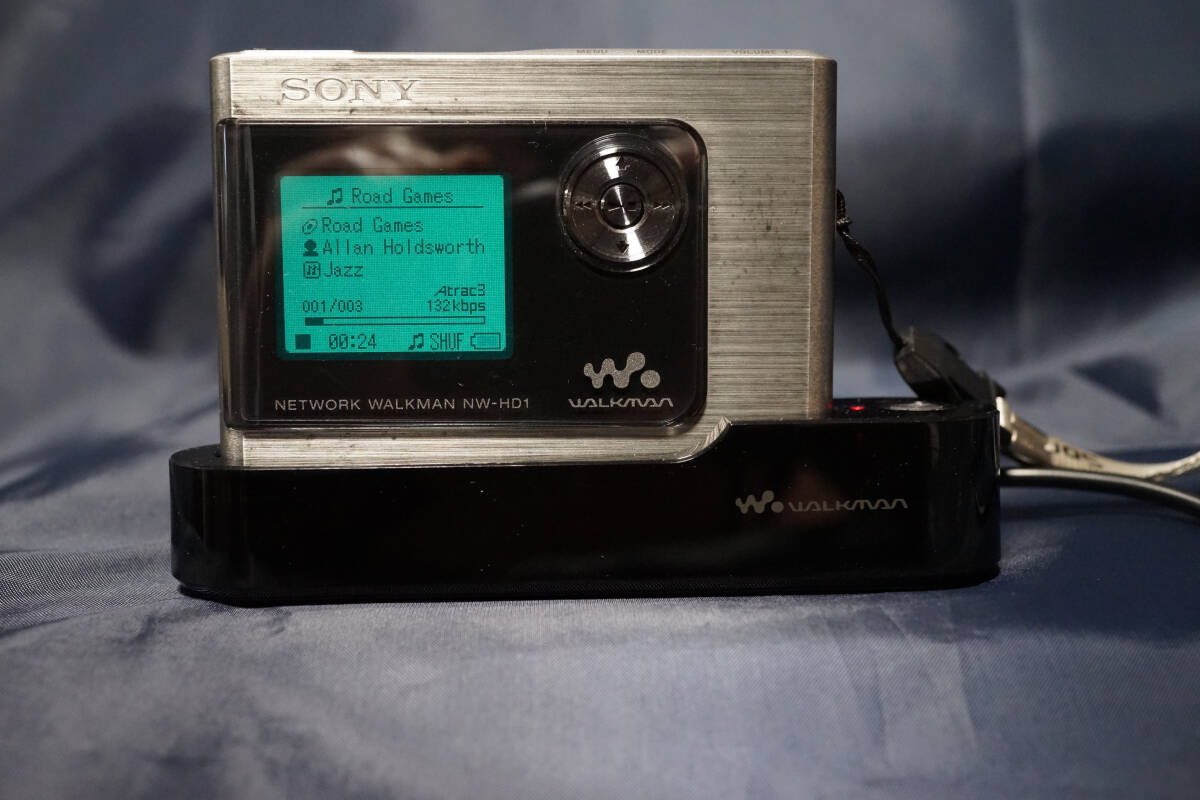 MENU MODE VOLUME +
SONY
Road Games
Road Games
Allan Holdsworth
Jazz
Atrac3
001/003 132kbps
00:24 SHUF
WALKMAN
NETWORK WALKMAN NW-HD1
WALKMAN